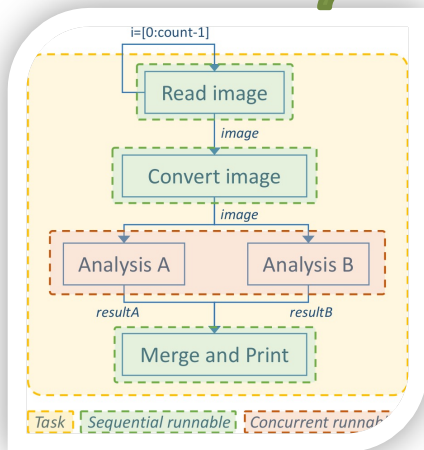 i=[0:count-1]
Read image
image
Convert image
image
Analysis A
Analysis B
resultA
resultB
Merge and Print
Task
Sequential runnable
Concurrent